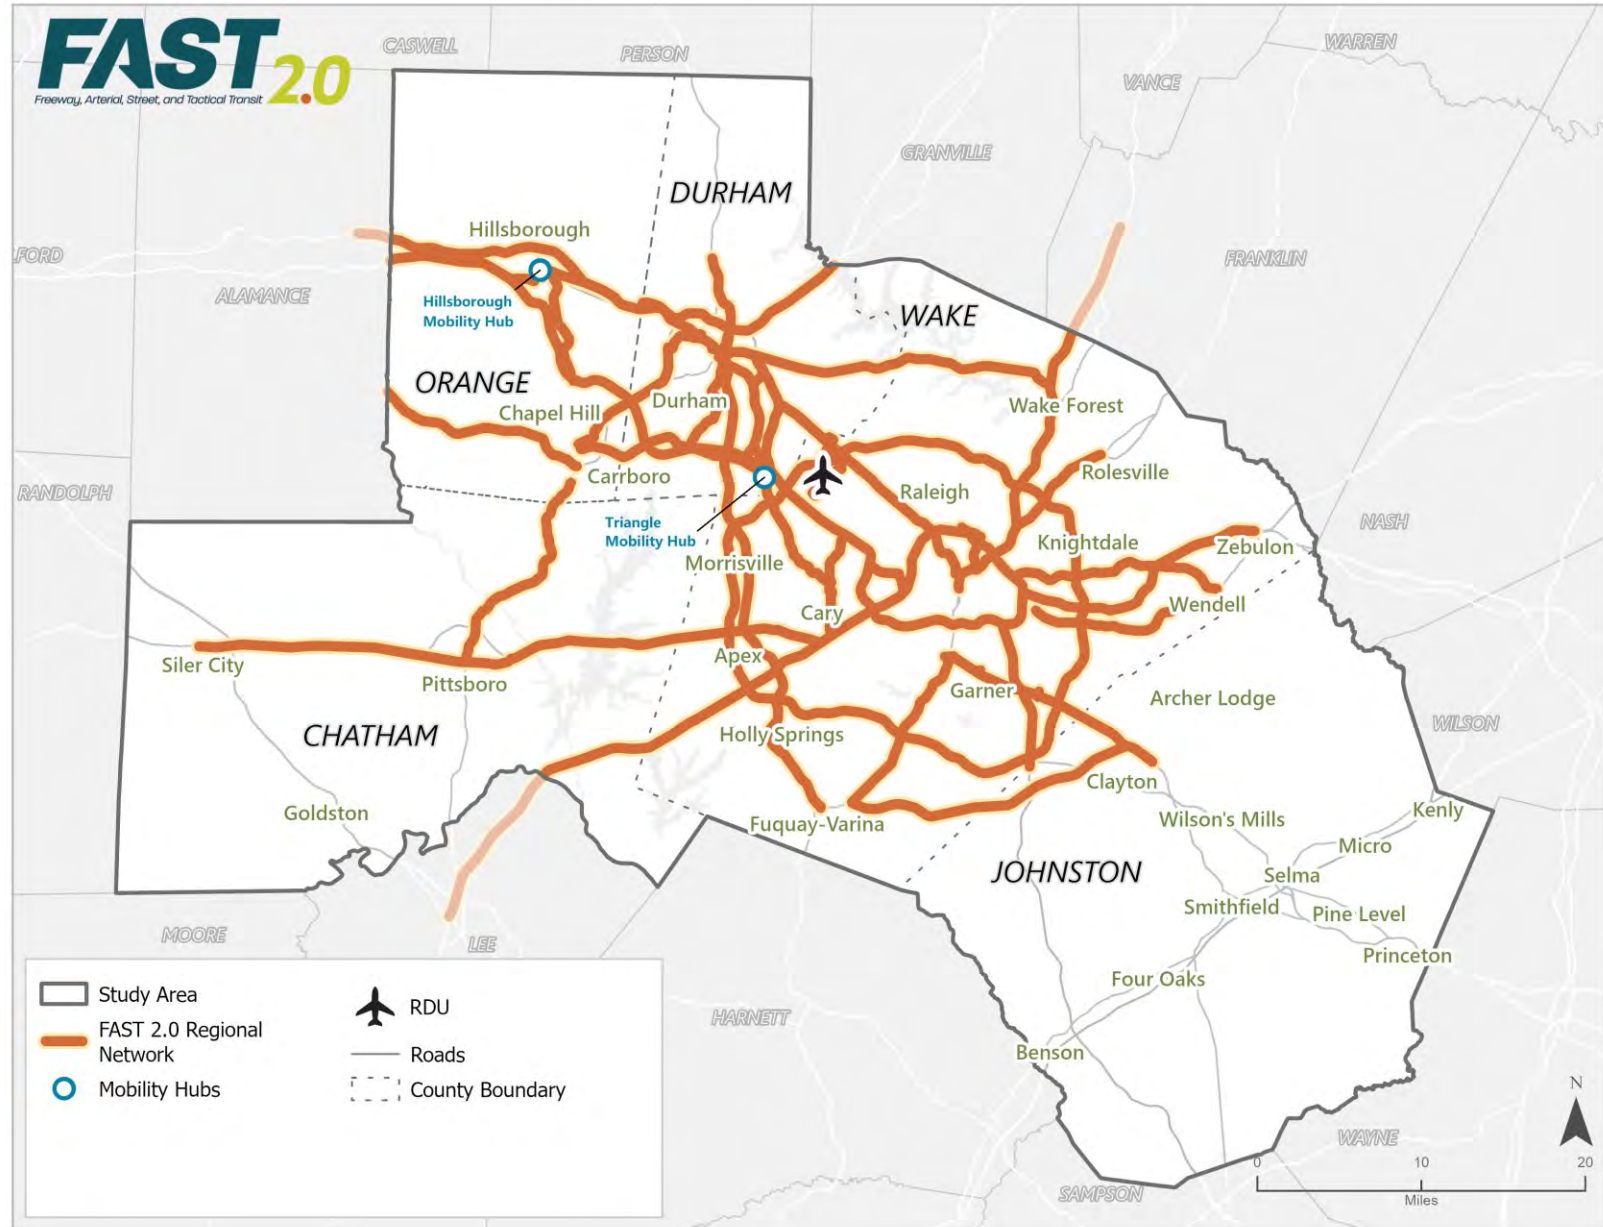 FAST 2.0
Freeway, Arterial, Street, and Tactical Transit
CASWELL
PERSON
WARREN
VANCE
GRANVILLE
DURHAM
Hillsborough
FORD
FRANKLIN
ALAMANCE
Hillsborough
Mobility Hub
WAKE
ORANGE
Chapel Hill
Durham
Wake Forest
Carrboro
Rolesville
RANDOLPH
Raleigh
NASH
Triangle
Mobility Hub
Knightdale
Zebulon
Morrisville
Cary
Wendell
Siler City
Apex
Pittsboro
Garner
Archer Lodge
CHATHAM
Holly Springs
WILSON
Clayton
Goldston
Fuquay-Varina
Wilson's Mills
Kenly
Micro
JOHNSTON
Selma
Smithfield
Pine Level
MOORE
LEE
Princeton
Four Oaks
HARNETT
Benson
WAYNE
SAMPSON
Study Area
FAST 2.0 Regional
Network
Mobility Hubs
RDU
Roads
County Boundary
N
0 10 20
Miles